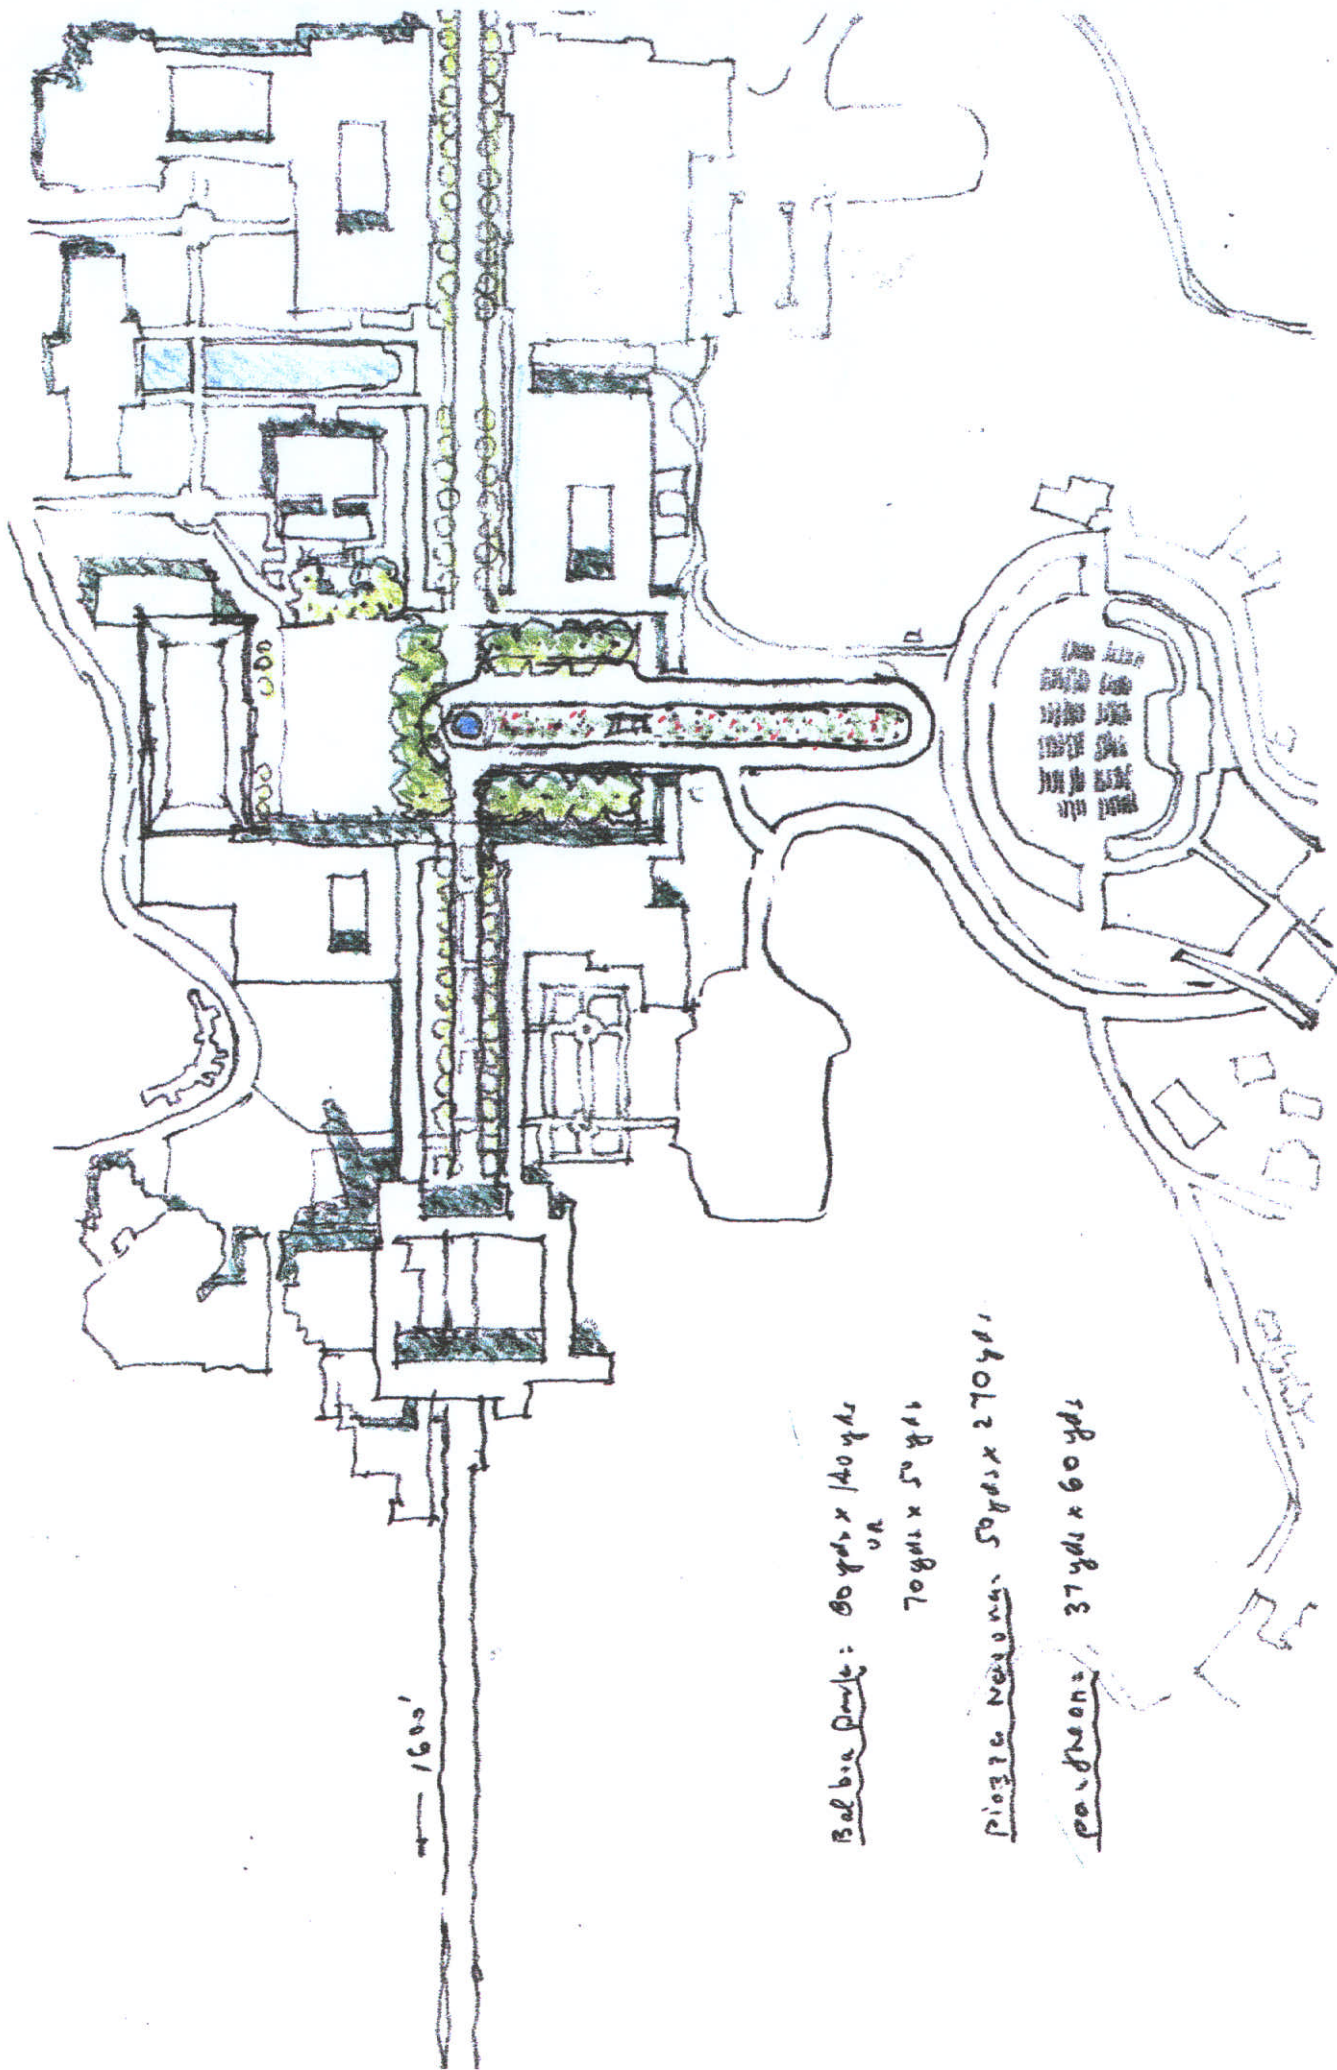 1600'
Balboa Park: 80 yds x 140 yds
OR
70 yds x 50 yds
Piazza Navona: 50 yds x 270 yds
Pantheon: 37 yds x 60 yds